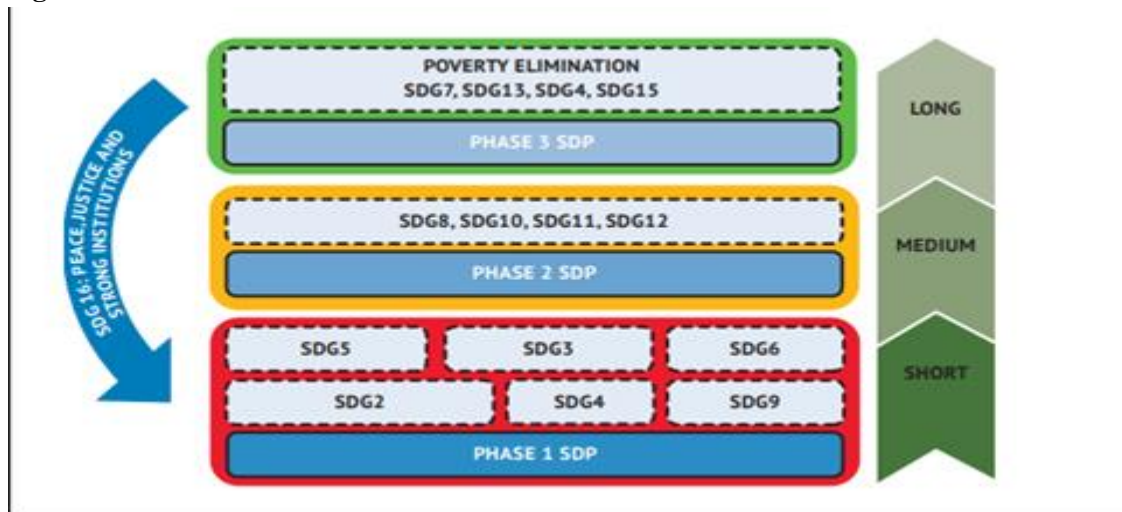 POVERTY ELIMINATION
SDG7, SDG13, SDG4, SDG15
PHASE 3 SDP
SDG8, SDG10, SDG11, SDG12
PHASE 2 SDP
SDG5
SDG3
SDG6
SDG2
SDG4
SDG9
PHASE 1 SDP
SDG 16: PEACE, JUSTICE AND
STRONG INSTITUTIONS
LONG
MEDIUM
SHORT